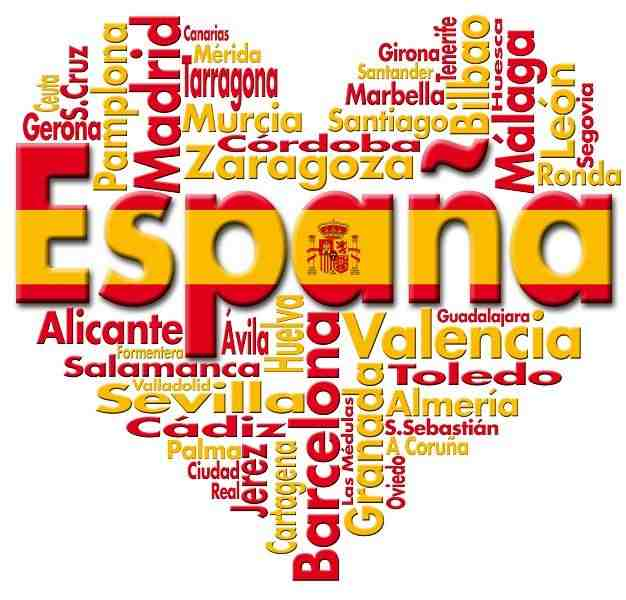 Ceuta
S.Cruz
Gerona
Pamplona
Madrid
Canarias
Mérida
Tarragona
Murcia
Córdoba
Zaragoza
Girona
Santander
Marbella
Santiago
Tenerife
Bilbao
Huesca
Málaga
León
Segovia
Ronda
España
Alicante
Formentera
Salamanca
Valladolid
Sevilla
Cádiz
Palma
Ciudad
Real
Jerez
Ávila
Huelva
Cartagena
Barcelona
Guadalajara
Valencia
Toledo
Almería
S.Sebastián
A Coruña
Las Médulas
Granada
Oviedo